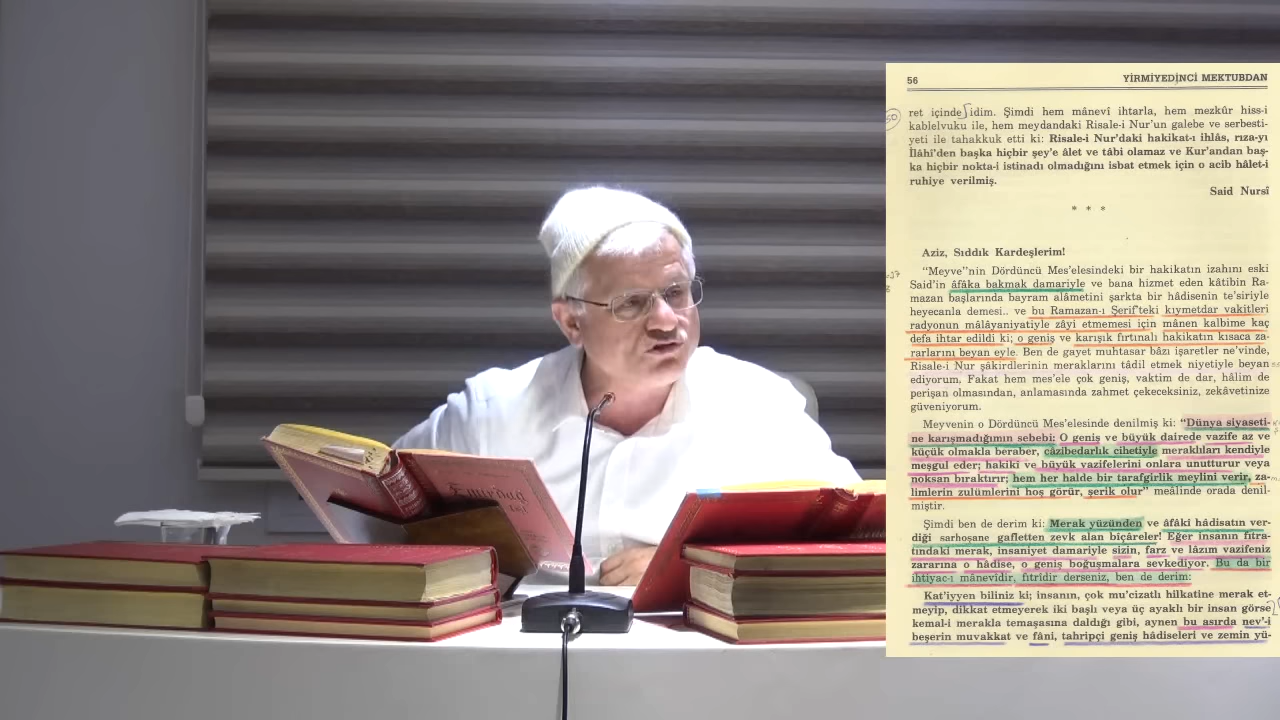 56 YİRMİYEDİNCİ MEKTUBDAN
ret içinde idim. Şimdi hem mânevî ihtarla, hem mezkûr hiss-i
kablelvuku ile, hem meydandaki Risale-i Nur'un galebe ve serbesti-
yeti ile tahakkuk etti ki: Risale-i Nur'daki hakikat-ı ihlâs, rıza-yı
İlâhî'den başka hiçbir şey'e âlet ve tâbi olamaz ve Kur'andan baş-
ka hiçbir nokta-i istinadı olmadığını isbat etmek için o acib hâlet-i
ruhiye verilmiş.
Said Nursî
* * *
Aziz, Sıddık Kardeşlerim!
"Meyve"nin Dördüncü Mes'elesindeki bir hakikatın izahını eski
Said'in âfâka bakmak damariyle ve bana hizmet eden kâtibin Ra-
mazan başlarında bayram alâmetini şarkta bir hâdisenin te'siriyle
heyecanla demesi.. ve bu Ramazan-ı Şerif'teki kıymetdar vakitleri
radyonun mâlâyaniyatiyle zâyi etmemesi için mânen kalbime kaç
defa ihtar edildi ki; o geniş ve karışık fırtınalı hakikatın kısaca za-
rarlarını beyan eyle. Ben de gayet muhtasar bâzı işaretler ne'vinde,
Risale-i Nur şâkirdlerinin meraklarını tâdil etmek niyetiyle beyan
ediyorum. Fakat hem mes'ele çok geniş, vaktim de dar, hâlim de
perişan olmasından, anlamasında zahmet çekeceksiniz, zekâvetinize
güveniyorum.
Meyvenin o Dördüncü Mes'elesinde denilmiş ki: "Dünya siyaseti-
ne karışmadığımın sebebi: O geniş ve büyük dairede vazife az ve
küçük olmakla beraber, câzibedarlık cihetiyle meraklıları kendiyle
meşgul eder; hakikî ve büyük vazifelerini onlara unutturur veya
noksan bıraktırır; hem her halde bir tarafgirlik meylini verir, za-
limlerin zulümlerini hoş görür, şerik olur" meâlinde orada denil-
miştir.
Şimdi ben de derim ki: Merak yüzünden ve âfâkî hâdisatın ver-
diği sarhoşane gafletten zevk alan biçâreler! Eğer insanın fıtra-
tındaki merak, insaniyet damariyle sizin, farz ve lâzım vazifeniz
zararına o hâdise, o geniş boğuşmalara sevkediyor. Bu da bir
ihtiyac-ı mânevîdir, fıtrîdir derseniz, ben de derim:
Kat'iyyen biliniz ki; insanın, çok mu'cizatlı hilkatine merak et-
meyip, dikkat etmeyerek iki başlı veya üç ayaklı bir insan görse
kemal-i merakla temaşasına daldığı gibi, aynen bu asırda nev'-i
beşerin muvakkat ve fâni, tahripçi geniş hâdiseleri ve zemin yü-